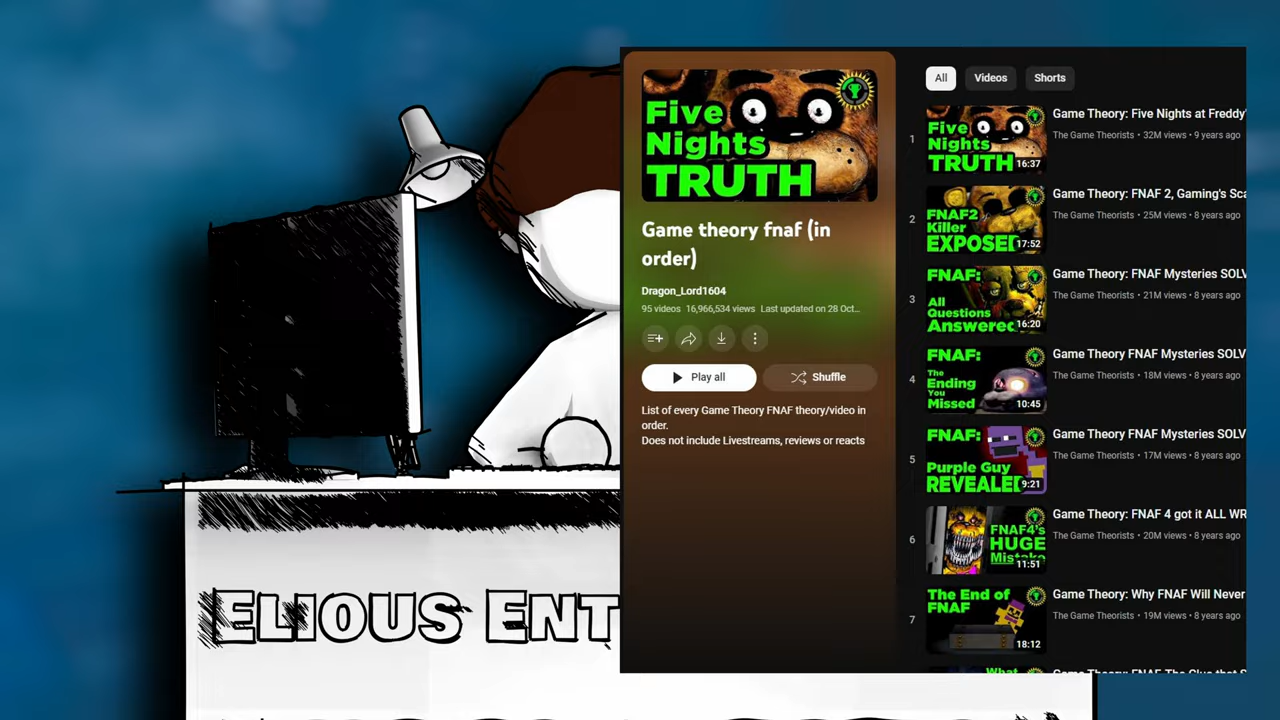 ELIOUS ENT
Five
Nights
TRUTH
Game theory fnaf (in
order)
Dragon_Lord1604
95 videos 16,966,534 views Last updated on 28 Oct...
Play all
Shuffle
List of every Game Theory FNAF theory/video in
order.
Does not include Livestreams, reviews or reacts
All Videos Shorts
1
Five
Nights
TRUTH
16:37
Game Theory: Five Nights at Freddy'
The Game Theorists • 32M views • 9 years ago
2
FNAF2
Killer
EXPOSED
17:52
Game Theory: FNAF 2, Gaming's Sca
The Game Theorists • 25M views • 8 years ago
3
FNAF:
All
Questions
Answered
16:20
Game Theory: FNAF Mysteries SOLV
The Game Theorists • 21M views • 8 years ago
4
FNAF:
The
Ending
You
Missed
10:45
Game Theory FNAF Mysteries SOLV
The Game Theorists • 18M views • 8 years ago
5
FNAF:
Purple Guy
REVEALED
9:21
Game Theory FNAF Mysteries SOLV
The Game Theorists • 17M views • 8 years ago
6
FNAF4's
HUGE
Mistake
11:51
Game Theory: FNAF 4 got it ALL WR
The Game Theorists • 20M views • 8 years ago
7
The End of
FNAF
18:12
Game Theory: Why FNAF Will Never
The Game Theorists • 19M views • 8 years ago
What
Game Theory: FNAF The Clue that S